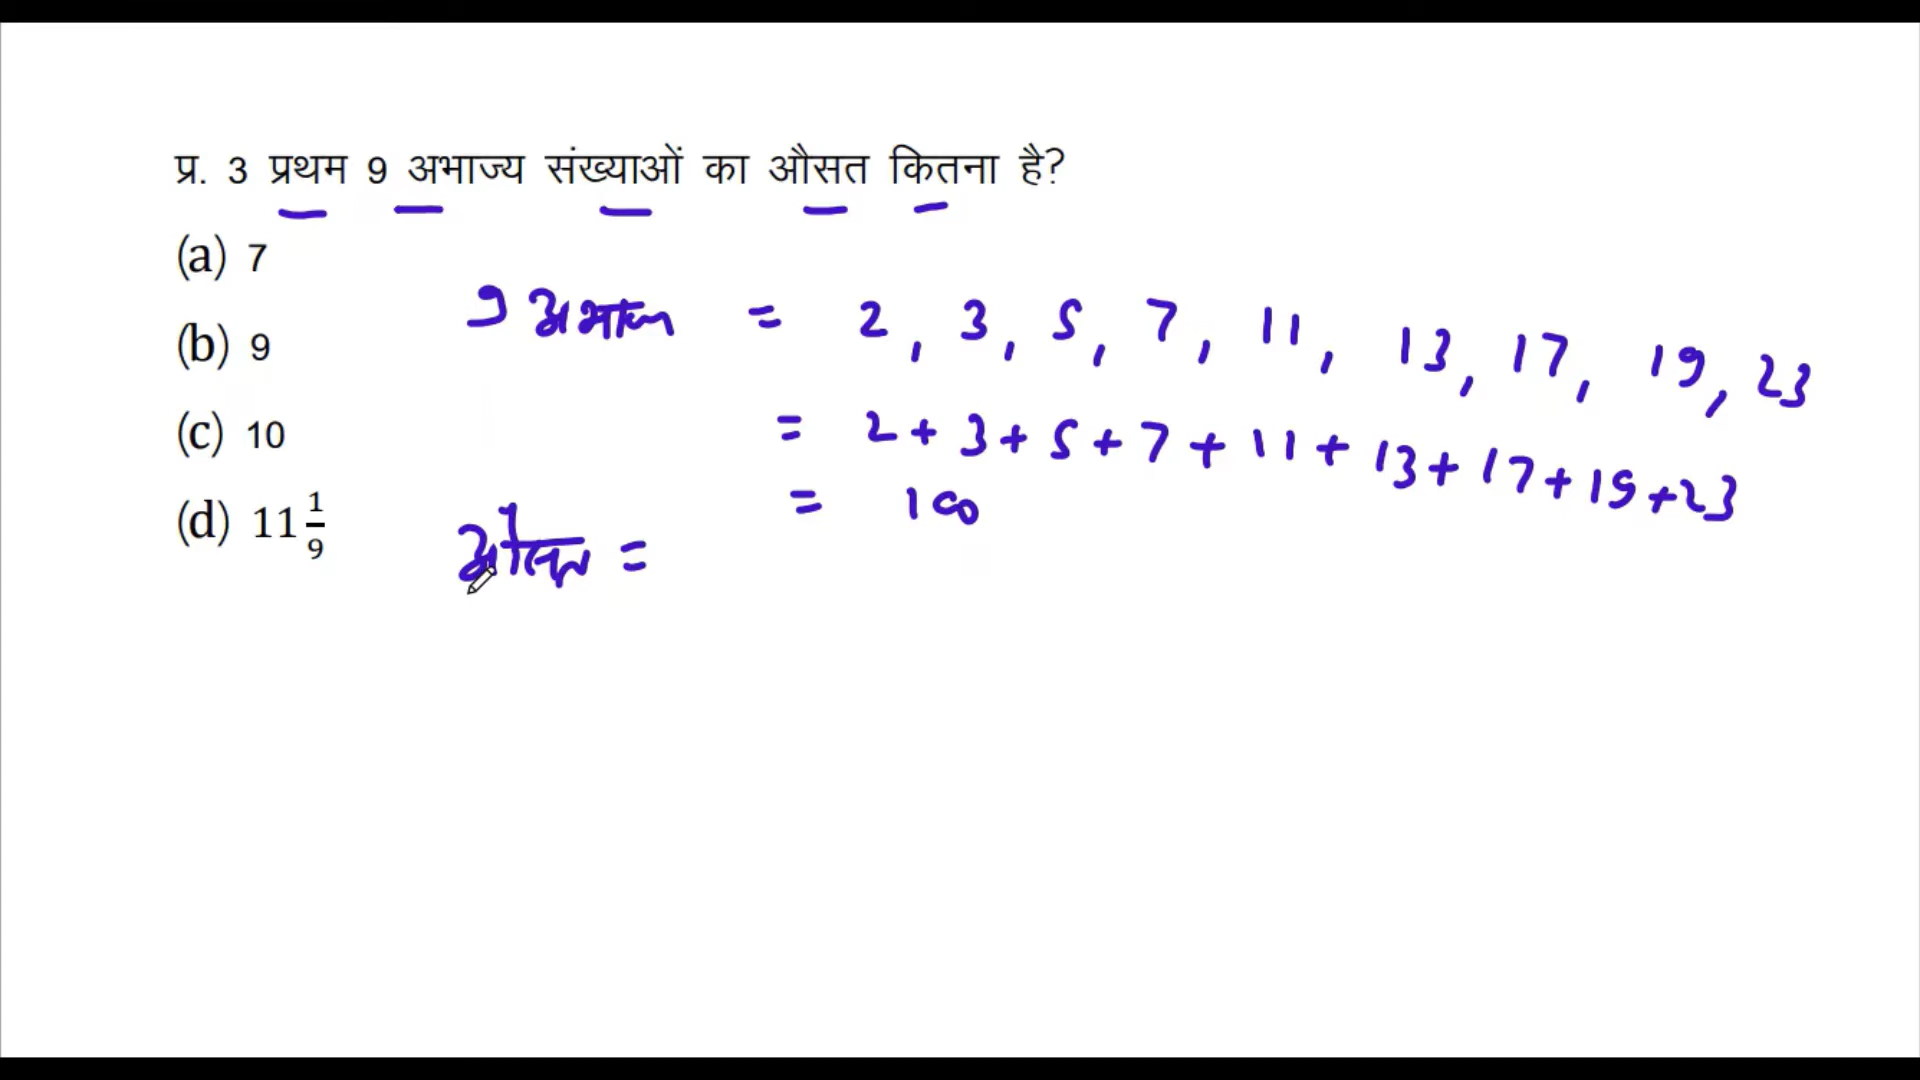 प्र. 3 प्रथम 9 अभाज्य संख्याओं का औसत कितना है?
(a) 7
(b) 9
(c) 10
(d) 11 1/9
9 अभाज्य = 2, 3, 5, 7, 11, 13, 17, 19, 23
= 2+3+5+7+11+13+17+19+23
= 100
औसत =